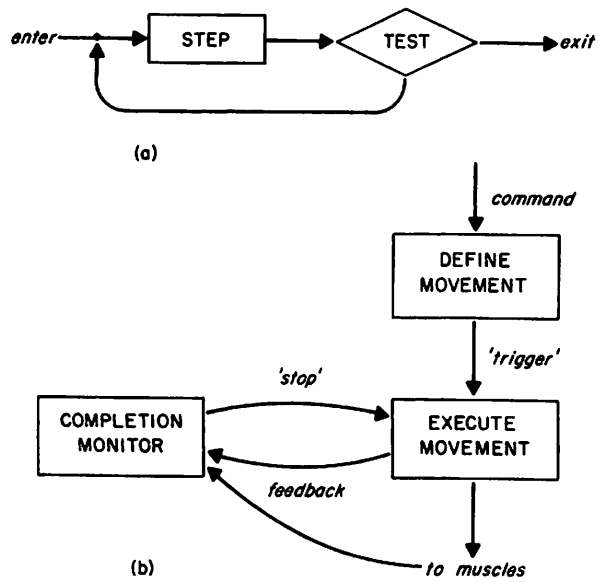 enter
STEP
TEST
exit
(a)
command
DEFINE
MOVEMENT
'trigger'
'stop'
COMPLETION
MONITOR
EXECUTE
MOVEMENT
feedback
to muscles
(b)